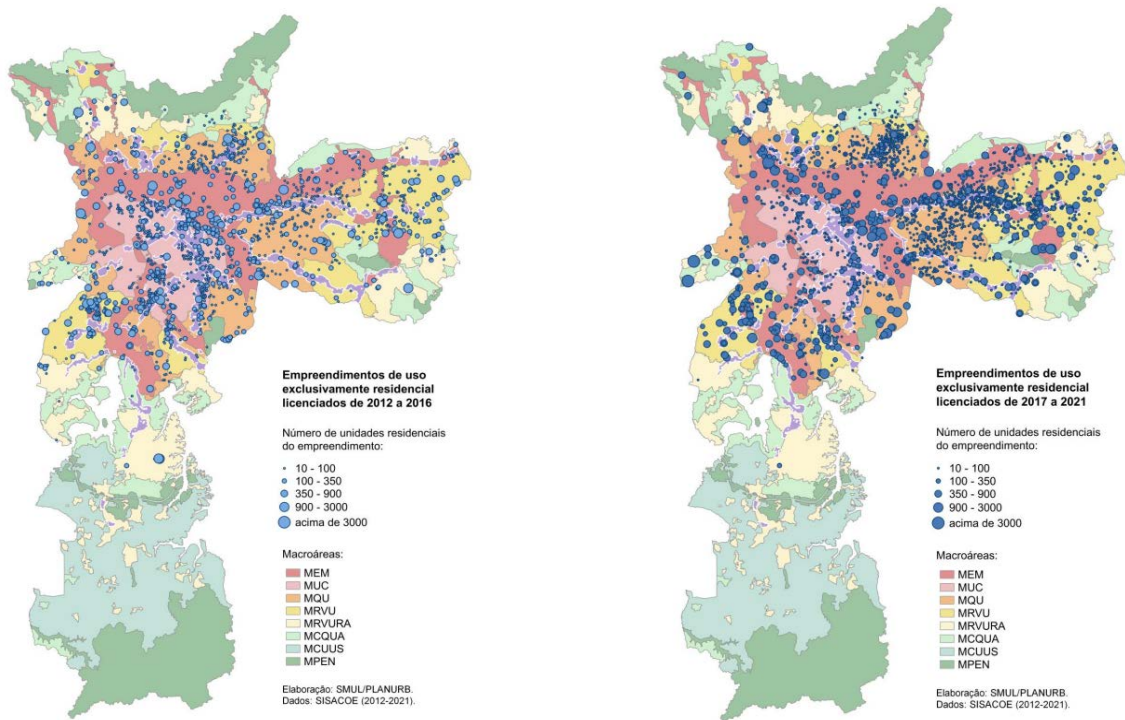 Empreendimentos de uso
exclusivamente residencial
licenciados de 2012 a 2016
Número de unidades residenciais
do empreendimento:
10 - 100
100 - 350
350 - 900
900 - 3000
acima de 3000
Macroáreas:
MEM
MUC
MQU
MRVU
MRVURA
MCQUA
MCUUS
MPEN
Elaboração: SMUL/PLANURB.
Dados: SISACOE (2012-2021).
Empreendimentos de uso
exclusivamente residencial
licenciados de 2017 a 2021
Número de unidades residenciais
do empreendimento:
10 - 100
100 - 350
350 - 900
900 - 3000
acima de 3000
Macroáreas:
MEM
MUC
MQU
MRVU
MRVURA
MCQUA
MCUUS
MPEN
Elaboração: SMUL/PLANURB.
Dados: SISACOE (2012-2021).